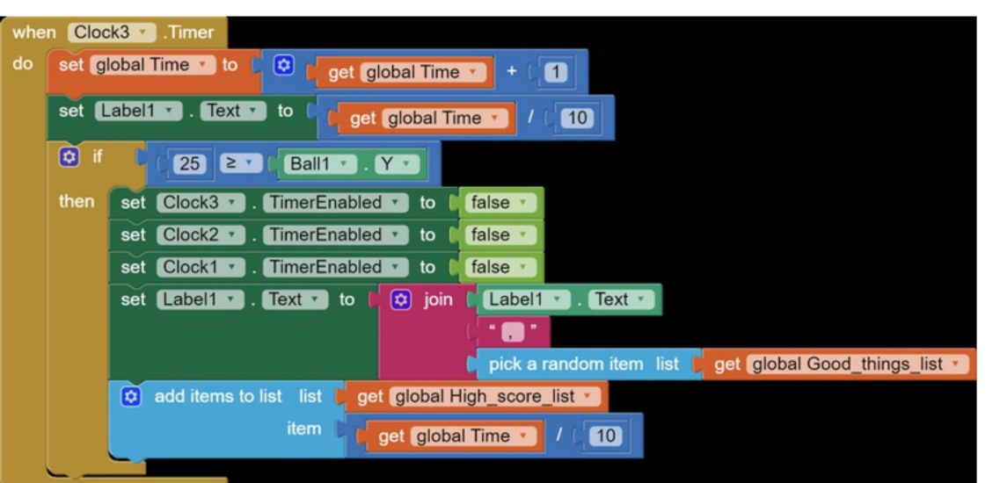 when Clock3 .Timer
do set global Time to get global Time + 1
set Label1 . Text to get global Time / 10
if 25 ≥ Ball1 . Y
then set Clock3 . TimerEnabled to false
set Clock2 . TimerEnabled to false
set Clock1 . TimerEnabled to false
set Label1 . Text to join Label1 . Text
" , "
pick a random item list get global Good_things_list
add items to list list get global High_score_list
item get global Time / 10